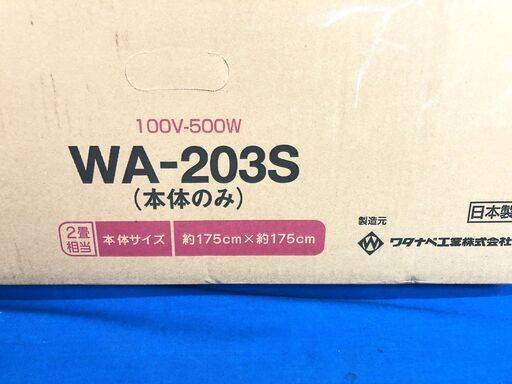 100V-500W
WA-203S
(本体のみ)
2畳
相当
本体サイズ
約175cm×約175cm
日本製
製造元
W ワタナベ工業株式会社